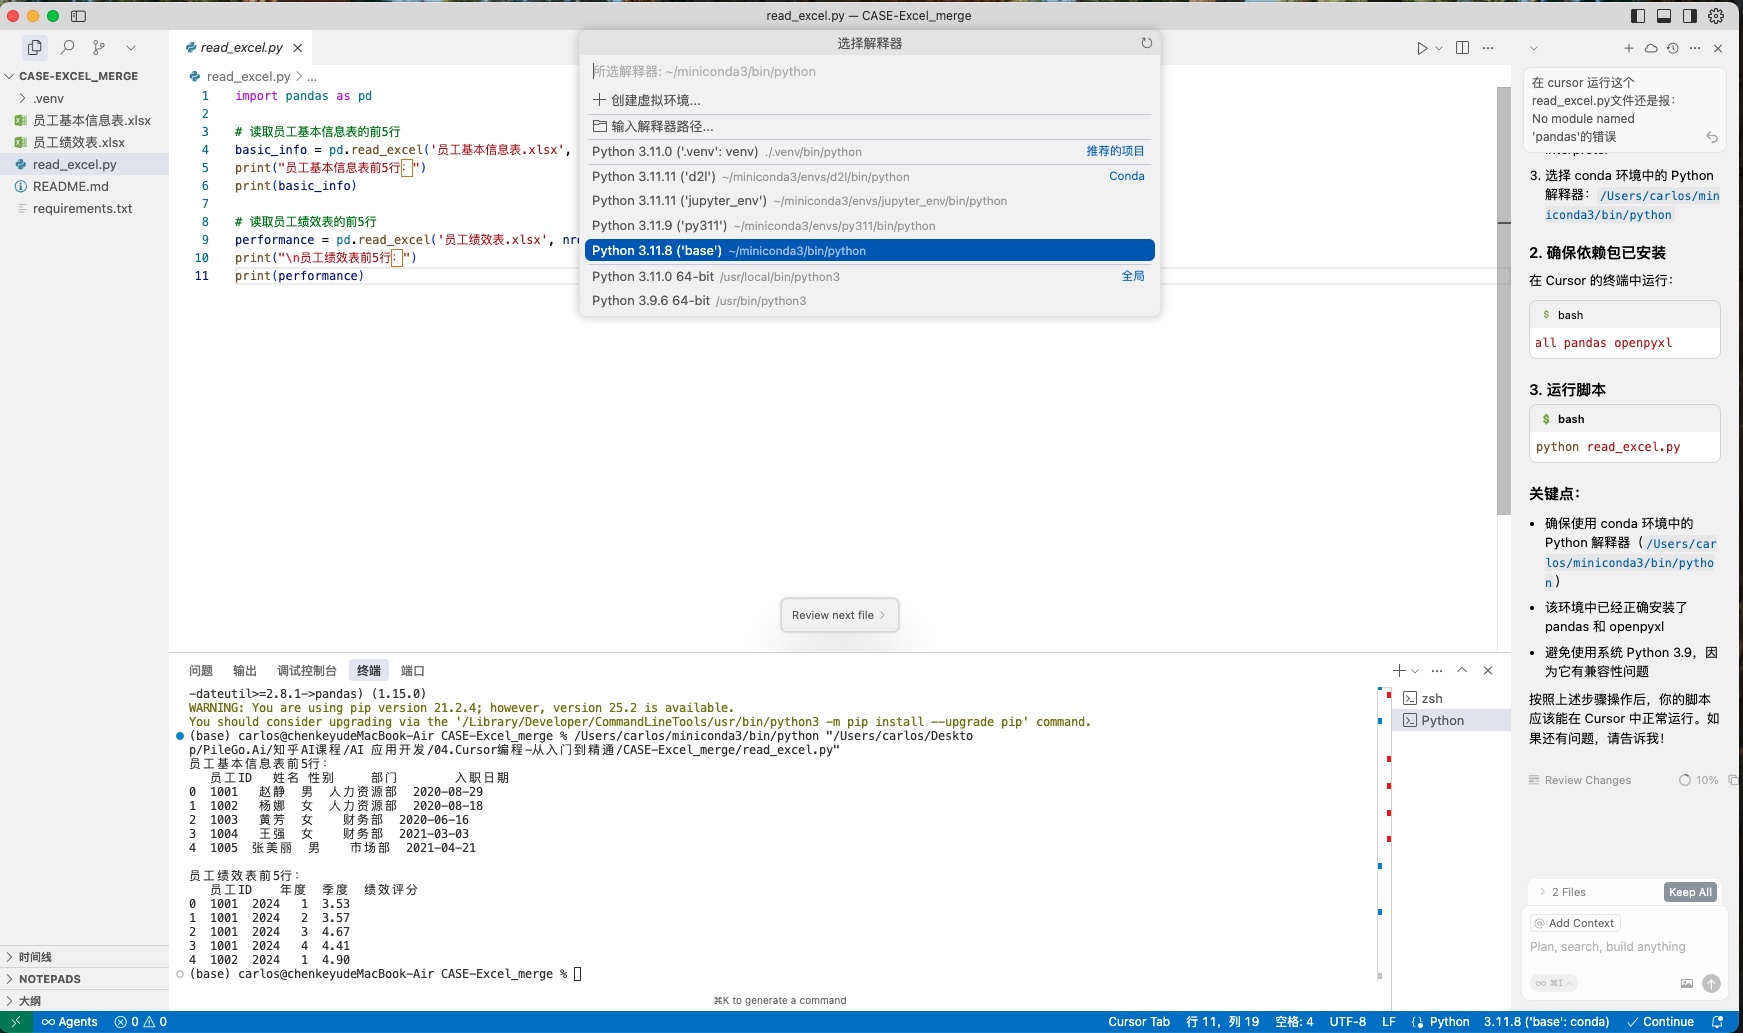 read_excel.py — CASE-Excel_merge
CASE-EXCEL_MERGE
.venv
员工基本信息表.xlsx
员工绩效表.xlsx
read_excel.py
README.md
requirements.txt
时间线
NOTEPADS
大纲
read_excel.py
read_excel.py > ...
1 import pandas as pd
2
3 # 读取员工基本信息表的前5行
4 basic_info = pd.read_excel('员工基本信息表.xlsx',
5 print("员工基本信息表前5行：")
6 print(basic_info)
7
8 # 读取员工绩效表的前5行
9 performance = pd.read_excel('员工绩效表.xlsx', nr
10 print("\n员工绩效表前5行：")
11 print(performance)
选择解释器
所选解释器: ~/miniconda3/bin/python
创建虚拟环境...
输入解释器路径...
Python 3.11.0 ('.venv': venv) ./.venv/bin/python 推荐的项目
Python 3.11.11 ('d2l') ~/miniconda3/envs/d2l/bin/python Conda
Python 3.11.11 ('jupyter_env') ~/miniconda3/envs/jupyter_env/bin/python
Python 3.11.9 ('py311') ~/miniconda3/envs/py311/bin/python
Python 3.11.8 ('base') ~/miniconda3/bin/python
Python 3.11.0 64-bit /usr/local/bin/python3 全局
Python 3.9.6 64-bit /usr/bin/python3
Review next file
问题 输出 调试控制台 终端 端口
-dateutil>=2.8.1->pandas) (1.15.0)
WARNING: You are using pip version 21.2.4; however, version 25.2 is available.
You should consider upgrading via the '/Library/Developer/CommandLineTools/usr/bin/python3 -m pip install --upgrade pip' command.
(base) carlos@chenkeyudeMacBook-Air CASE-Excel_merge % /Users/carlos/miniconda3/bin/python "/Users/carlos/Deskto
p/PileGo.Ai/知乎AI课程/AI 应用开发/04.Cursor编程-从入门到精通/CASE-Excel_merge/read_excel.py"
员工基本信息表前5行：
员工ID 姓名 性别 部门 入职日期
0 1001 赵静 男 人力资源部 2020-08-29
1 1002 杨娜 女 人力资源部 2020-08-18
2 1003 黄芳 女 财务部 2020-06-16
3 1004 王强 女 财务部 2021-03-03
4 1005 张美丽 男 市场部 2021-04-21
员工绩效表前5行：
员工ID 年度 季度 绩效评分
0 1001 2024 1 3.53
1 1001 2024 2 3.57
2 1001 2024 3 4.67
3 1001 2024 4 4.41
4 1002 2024 1 4.90
(base) carlos@chenkeyudeMacBook-Air CASE-Excel_merge %
⌘K to generate a command
zsh
Python
在 cursor 运行这个
read_excel.py文件还是报：
No module named
'pandas'的错误
3. 选择 conda 环境中的 Python
解释器：/Users/carlos/min
iconda3/bin/python
2. 确保依赖包已安装
在 Cursor 的终端中运行：
$ bash
all pandas openpyxl
3. 运行脚本
$ bash
python read_excel.py
关键点：
• 确保使用 conda 环境中的
Python 解释器（/Users/car
los/miniconda3/bin/pytho
n）
• 该环境中已经正确安装了
pandas 和 openpyxl
• 避免使用系统 Python 3.9，因
为它有兼容性问题
按照上述步骤操作后，你的脚本
应该能在 Cursor 中正常运行。如
果还有问题，请告诉我！
Review Changes 10%
2 Files Keep All
@ Add Context
Plan, search, build anything
∞ ⌘I
Agents 0 0 Cursor Tab 行 11，列 19 空格: 4 UTF-8 LF Python 3.11.8 ('base': conda) Continue